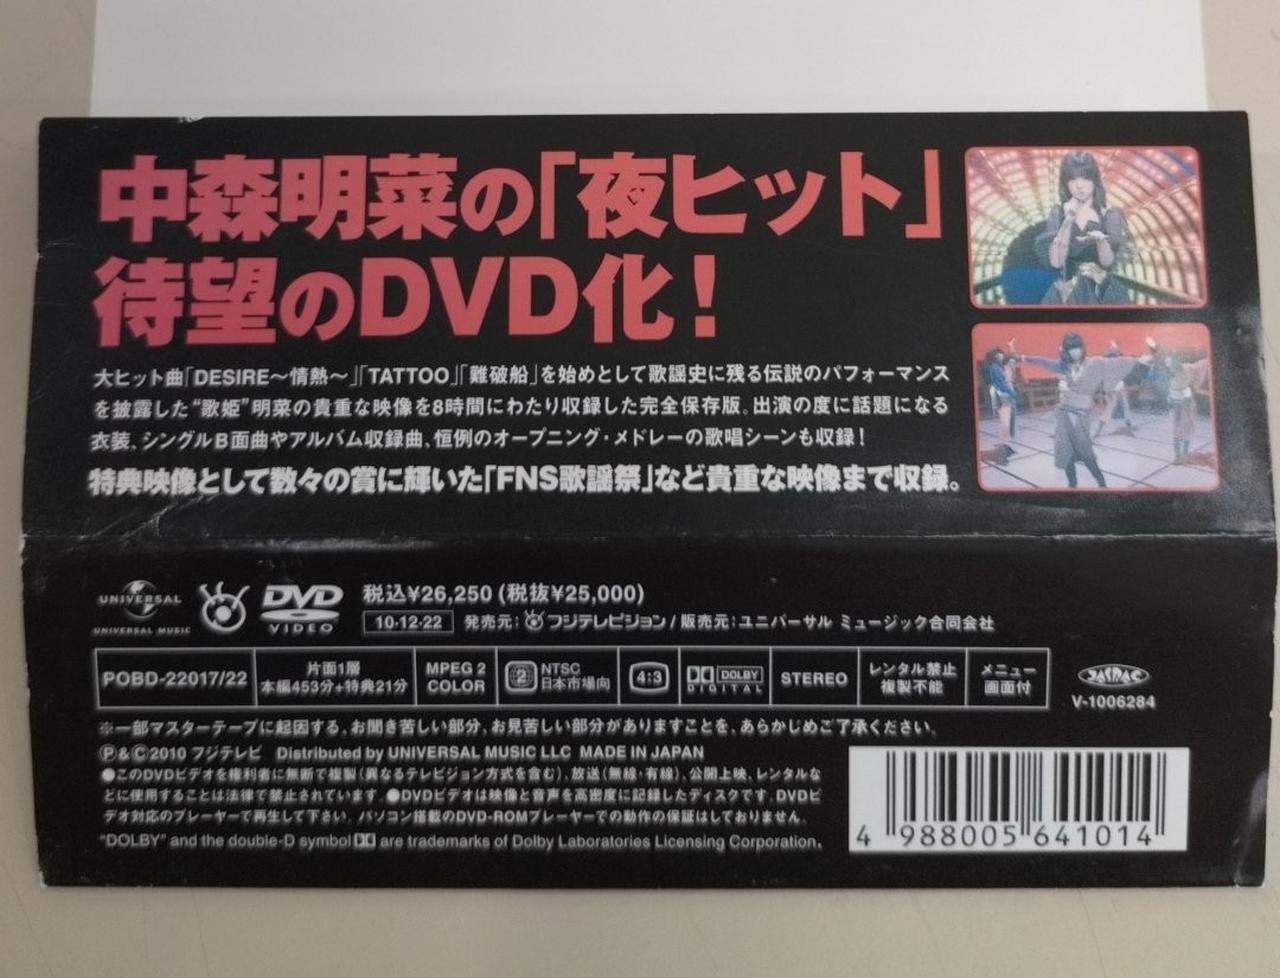 中森明菜の「夜ヒット」
待望のDVD化！
大ヒット曲「DESIRE〜情熱〜」「TATTOO」「難破船」を始めとして歌謡史に残る伝説のパフォーマンス
を披露した“歌姫”明菜の貴重な映像を8時間にわたり収録した完全保存版。出演の度に話題になる
衣装、シングルB面曲やアルバム収録曲、恒例のオープニング・メドレーの歌唱シーンも収録！
特典映像として数々の賞に輝いた「FNS歌謡祭」など貴重な映像まで収録。
UNIVERSAL
UNIVERSAL MUSIC
DVD
VIDEO
税込¥26,250（税抜¥25,000）
10・12・22 発売元：フジテレビジョン / 販売元：ユニバーサル ミュージック合同会社
POBD-22017/22
片面1層
本編453分+特典21分
MPEG 2
COLOR
2
NTSC
日本市場向
4:3
DOLBY
DIGITAL
STEREO
レンタル禁止
複製不能
メニュー
画面付
JASRAC
V-1006284
※一部マスターテープに起因する、お聞き苦しい部分、お見苦しい部分がありますことを、あらかじめご了承ください。
Ⓟ&Ⓒ2010 フジテレビ Distributed by UNIVERSAL MUSIC LLC MADE IN JAPAN
●このDVDビデオを権利者に無断で複製（異なるテレビジョン方式を含む）、放送（無線・有線）、公開上映、レンタルな
どに使用することは法律で禁止されています。●DVDビデオは映像と音声を高密度に記録したディスクです。DVDビ
デオ対応のプレーヤーで再生して下さい。パソコン搭載のDVD-ROMプレーヤーでの動作の保証はしておりません。
“DOLBY” and the double-D symbol are trademarks of Dolby Laboratories Licensing Corporation.
4 988005 641014